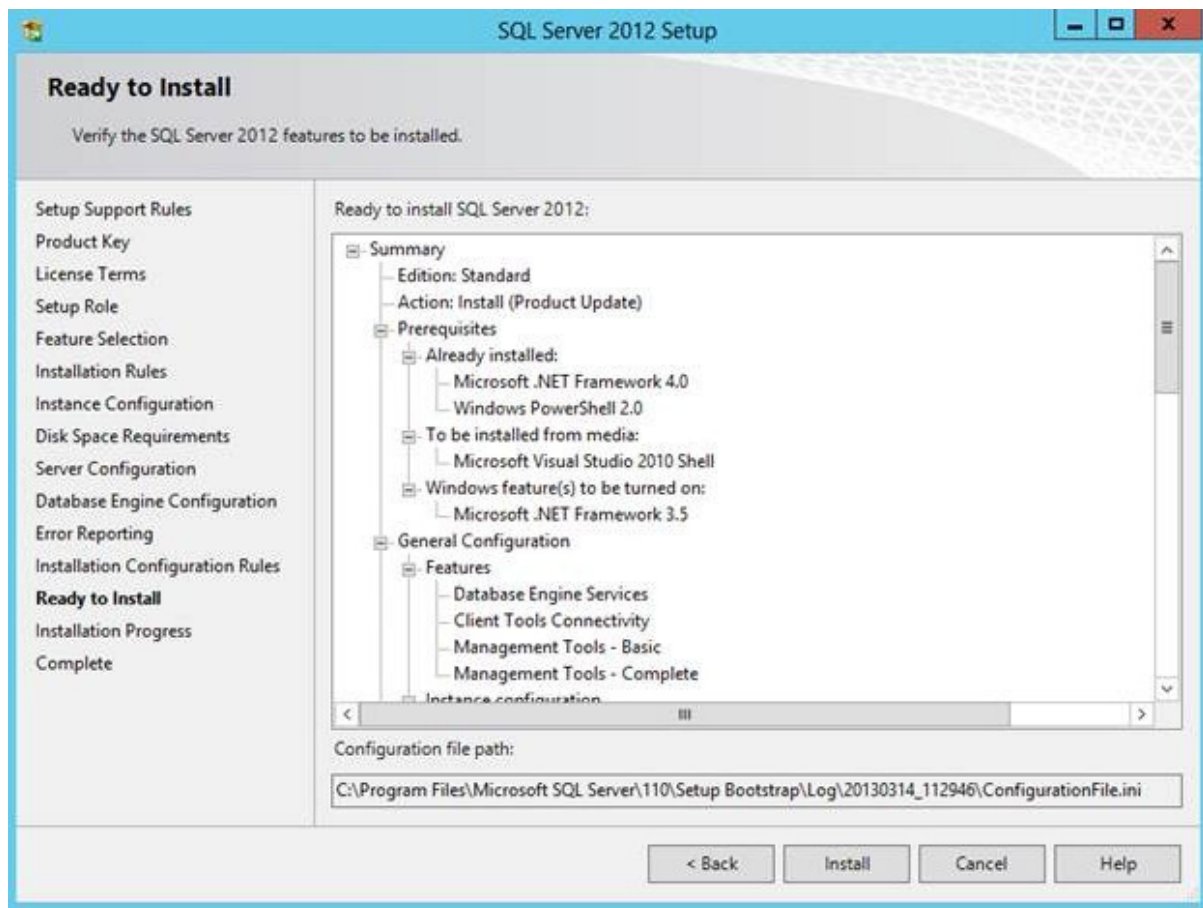 SQL Server 2012 Setup
Ready to Install
Verify the SQL Server 2012 features to be installed.
Setup Support Rules
Product Key
License Terms
Setup Role
Feature Selection
Installation Rules
Instance Configuration
Disk Space Requirements
Server Configuration
Database Engine Configuration
Error Reporting
Installation Configuration Rules
Ready to Install
Installation Progress
Complete
Ready to install SQL Server 2012:
Summary
Edition: Standard
Action: Install (Product Update)
Prerequisites
Already installed:
Microsoft .NET Framework 4.0
Windows PowerShell 2.0
To be installed from media:
Microsoft Visual Studio 2010 Shell
Windows feature(s) to be turned on:
Microsoft .NET Framework 3.5
General Configuration
Features
Database Engine Services
Client Tools Connectivity
Management Tools - Basic
Management Tools - Complete
Instance configuration
Configuration file path:
C:\Program Files\Microsoft SQL Server\110\Setup Bootstrap\Log\20130314_112946\ConfigurationFile.ini
< Back
Install
Cancel
Help